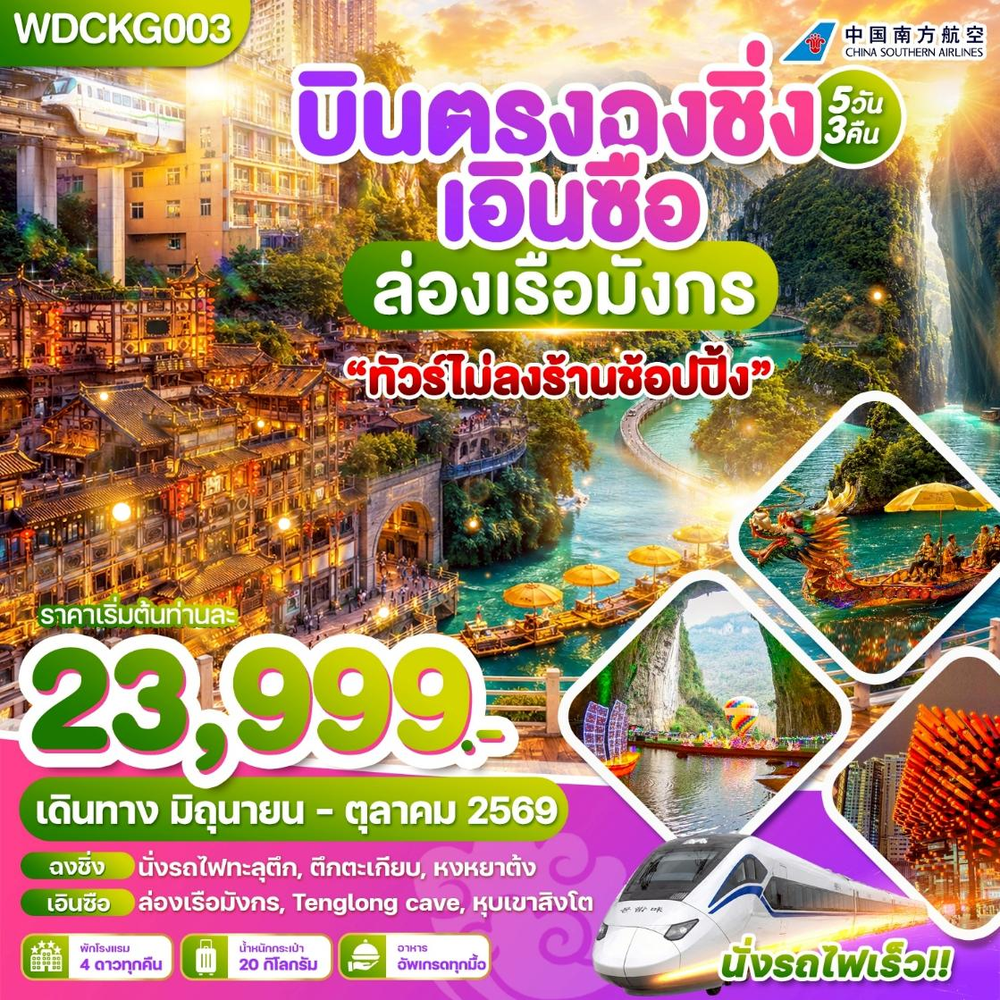 WDCKG003
中国南方航空
CHINA SOUTHERN AIRLINES
บินตรงฉงชิ่ง
5วัน
3คืน
เอินซือ
ล่องเรือมังกร
“ทัวร์ไม่ลงร้านช้อปปิ้ง”
ราคาเริ่มต้นท่านละ
23,999.-
เดินทาง มิถุนายน - ตุลาคม 2569
ฉงชิ่ง นั่งรถไฟทะลุตึก, ตึกตะเกียบ, หงหยาต้ง
เอินซือ ล่องเรือมังกร, Tenglong cave, หุบเขาสิงโต
พักโรงแรม
4 ดาวทุกคืน
น้ำหนักกระเป๋า
20 กิโลกรัม
อาหาร
อัพเกรดทุกมื้อ
นั่งรถไฟเร็ว!!